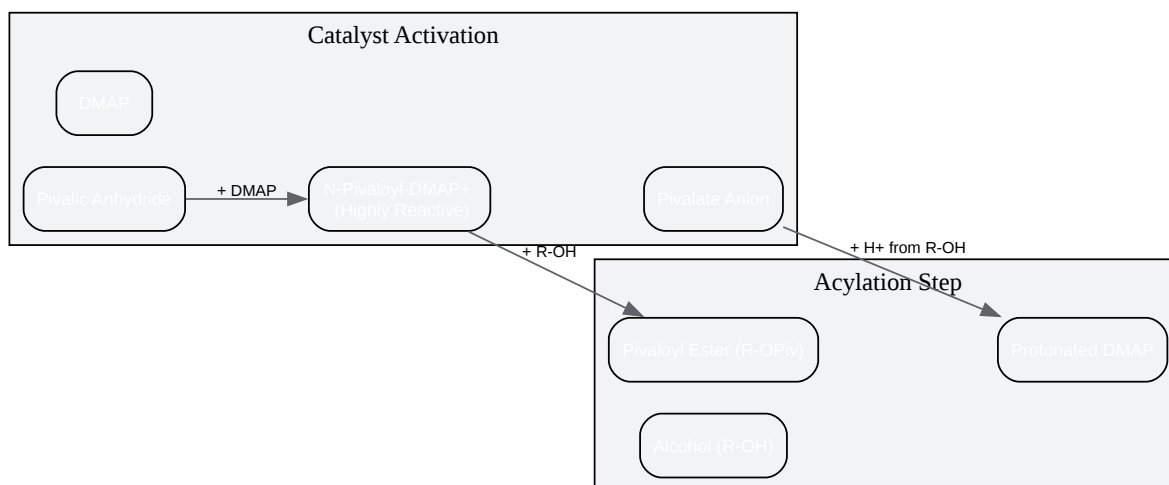 Catalyst Activation
DMAP
Pivalic Anhydride
+ DMAP
N-Pivaloyl-DMAP+
(Highly Reactive)
Pivalate Anion
+ R-OH
+ H+ from R-OH
Acylation Step
Pivaloyl Ester (R-OPiv)
Protonated DMAP
Alcohol (R-OH)